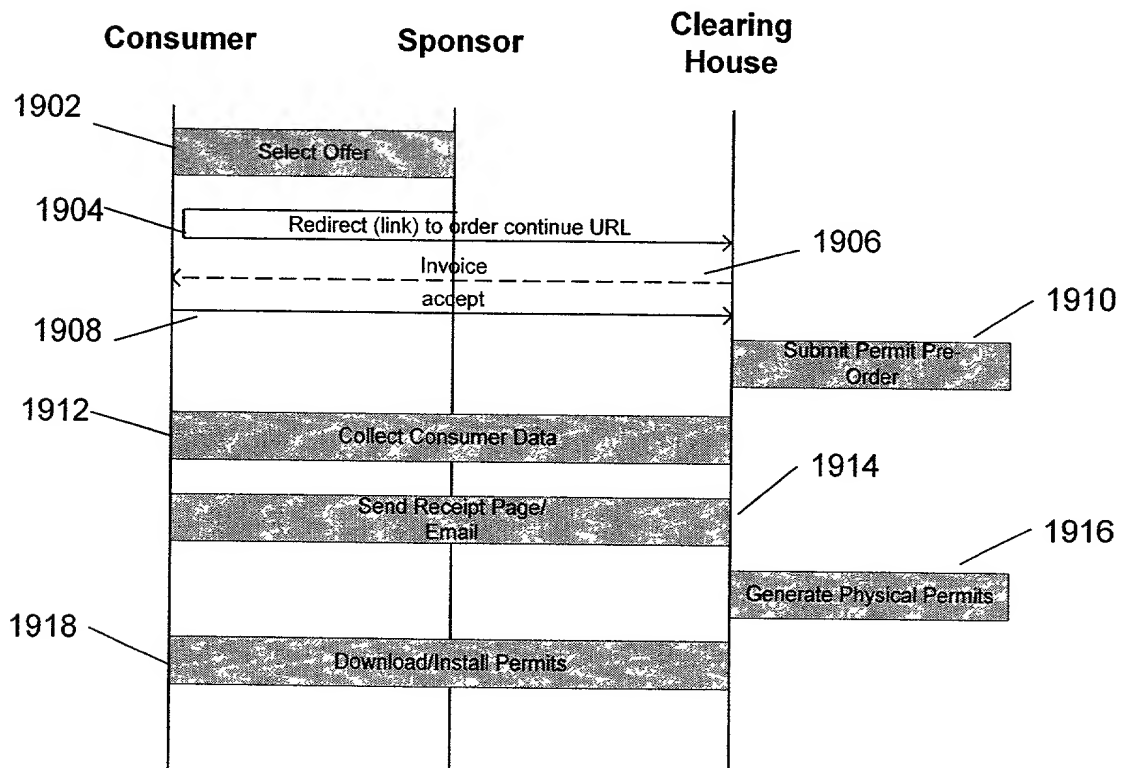 Consumer
Sponsor
Clearing
House
1902
Select Offer
1904
Redirect (link) to order continue URL
1906
Invoice
accept
1908
1910
Submit Permit Pre-
Order
1912
Collect Consumer Data
1914
Send Receipt Page/
Email
1916
Generate Physical Permits
1918
Download/Install Permits